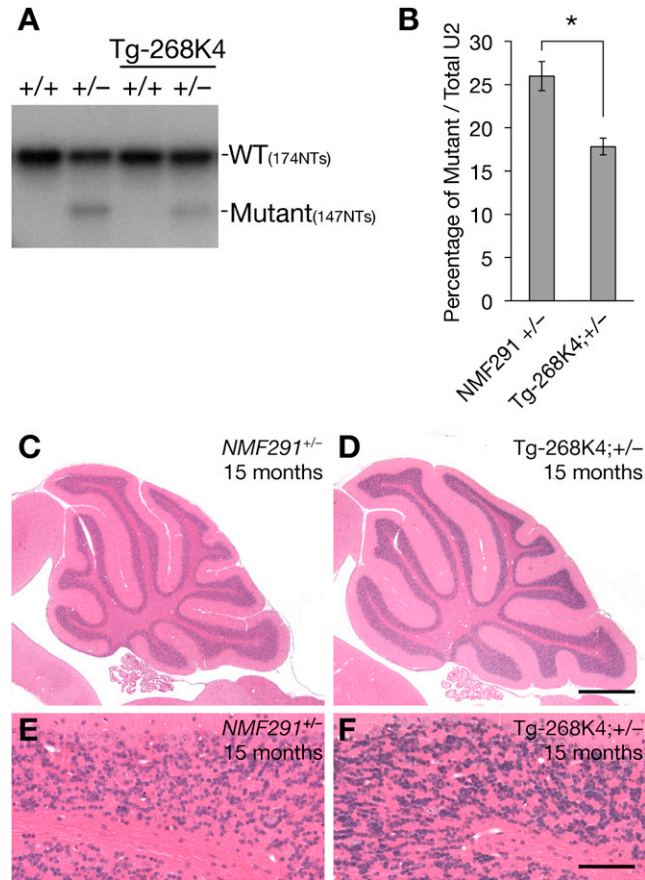 A
Tg-268K4
+/+ +/− +/+ +/−
-WT(174NTs)
-Mutant(147NTs)
B
*
Percentage of Mutant / Total U2
30
25
20
15
10
5
0
NMF291 +/−
Tg-268K4;+/−
C
NMF291+/−
15 months
D
Tg-268K4;+/−
15 months
E
NMF291+/−
15 months
F
Tg-268K4;+/−
15 months